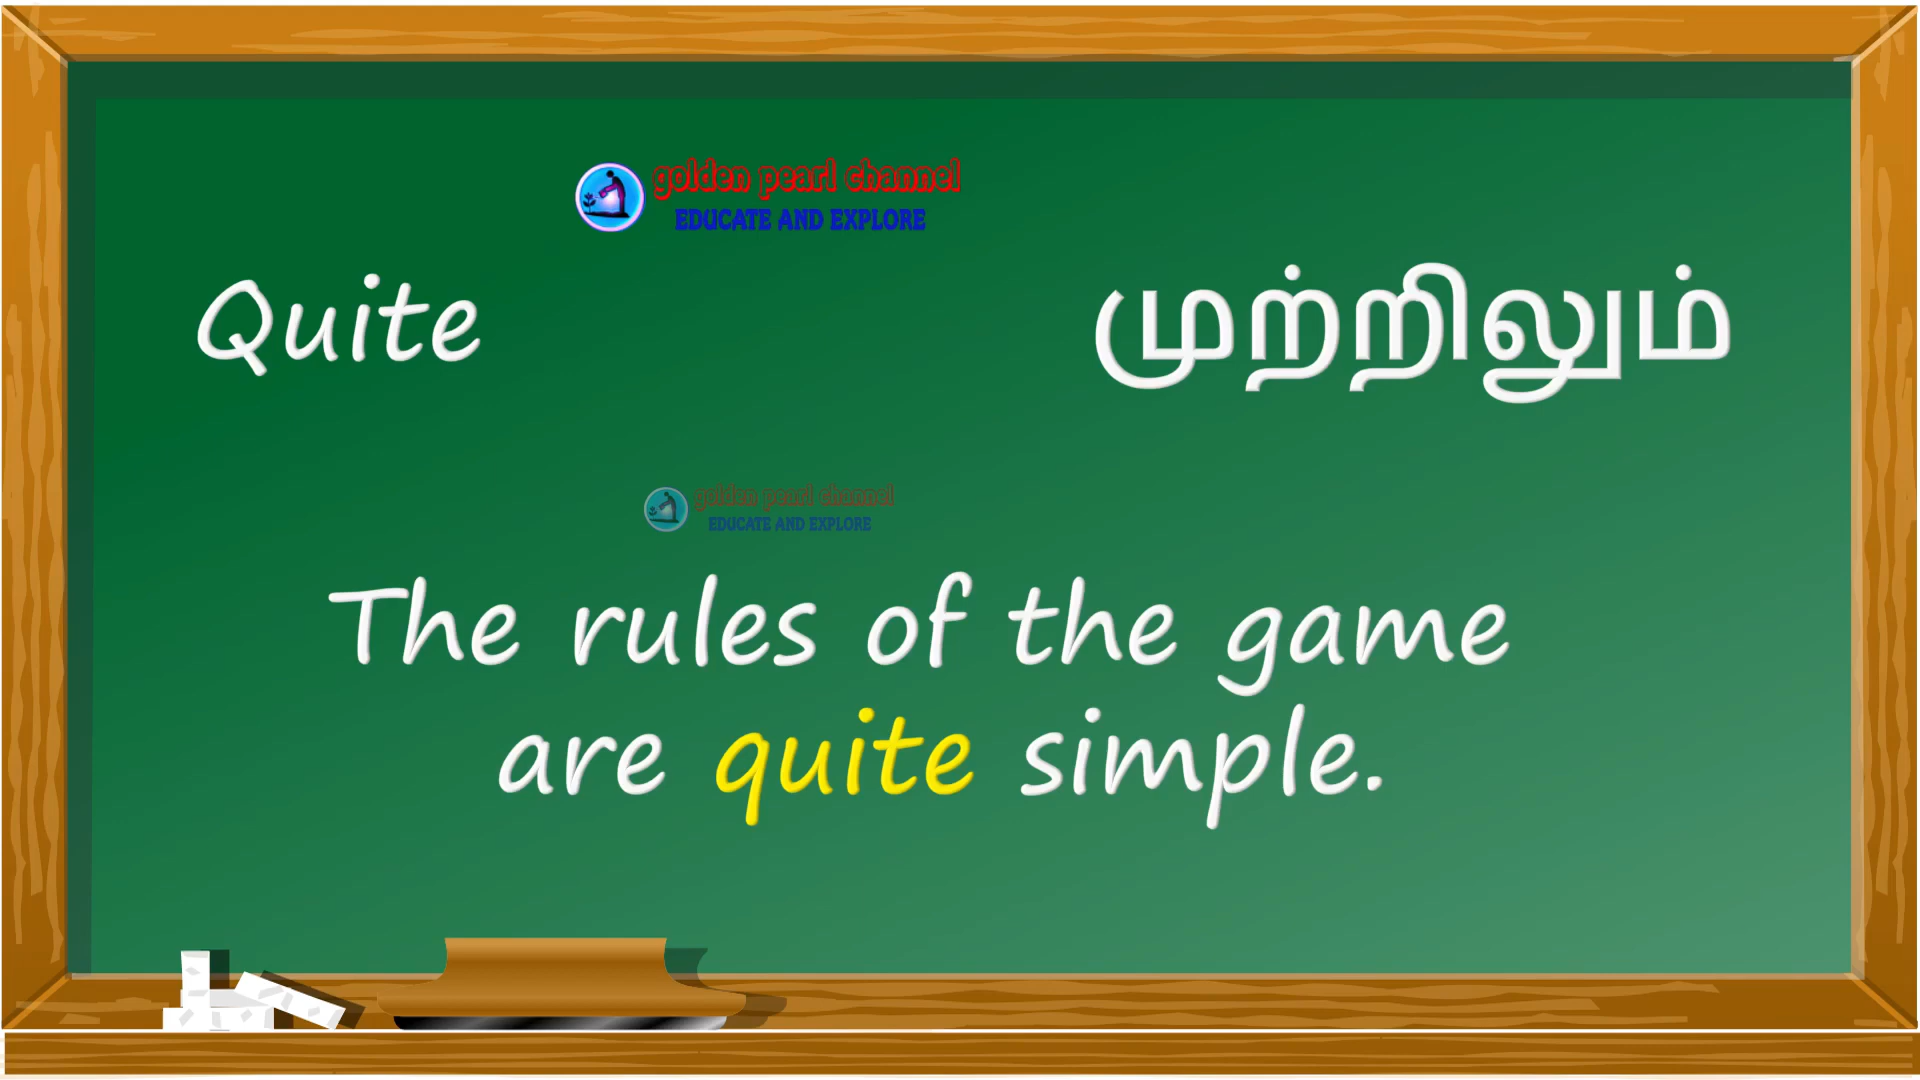 golden pearl channel
EDUCATE AND EXPLORE
Quite முற்றிலும்
golden pearl channel
EDUCATE AND EXPLORE
The rules of the game
are quite simple.